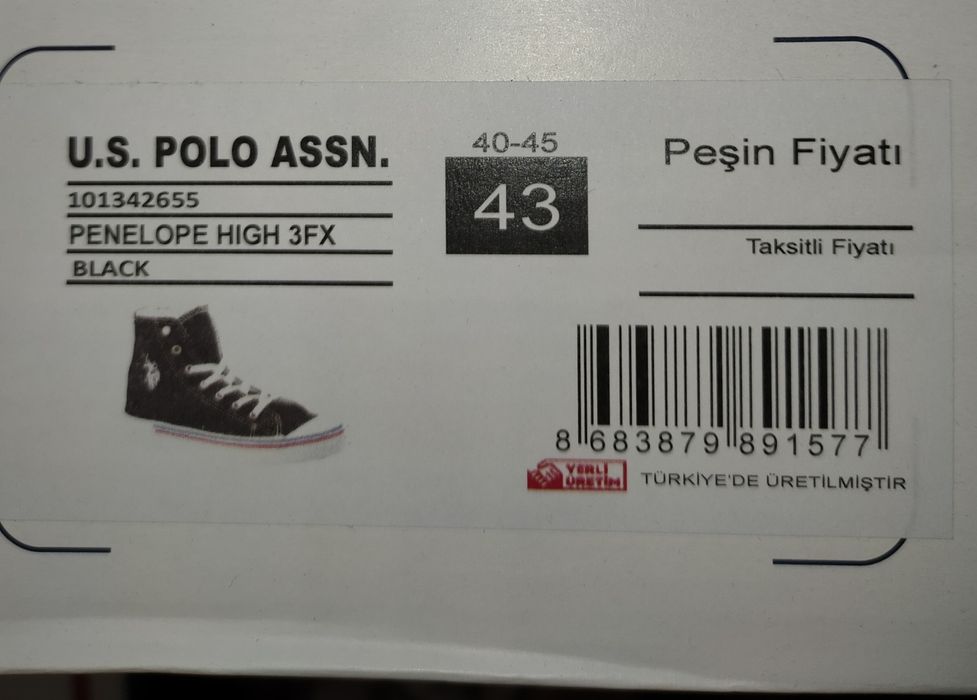 U.S. POLO ASSN.
101342655
PENELOPE HIGH 3FX
BLACK
40-45
43
Peşin Fiyatı
Taksitli Fiyatı
8 683879 891577
YERLİ
ÜRETİM
TÜRKİYE'DE ÜRETİLMİŞTİR